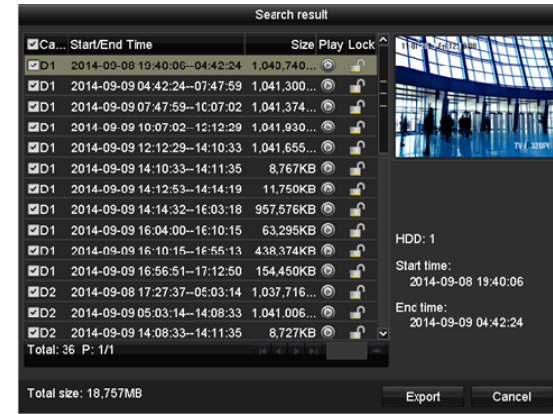 Search result
Ca... Start/End Time Size Play Lock
D1 2014-09-08 19:40:06--04:42:24 1,040,740...
D1 2014-09-09 04:42:24--07:47:59 1,041,300...
D1 2014-09-09 07:47:59--10:07:02 1,041,374...
D1 2014-09-09 10:07:02--12:12:29 1,041,930...
D1 2014-09-09 12:12:29--14:10:33 1,041,655...
D1 2014-09-09 14:10:33--14:11:35 8,767KB
D1 2014-09-09 14:12:53--14:14:19 11,750KB
D1 2014-09-09 14:14:32--16:03:18 957,576KB
D1 2014-09-09 16:04:00--16:10:15 63,295KB
D1 2014-09-09 16:10:15--16:55:13 438,374KB
D1 2014-09-09 16:56:51--17:12:50 154,450KB
D2 2014-09-08 17:27:37--05:03:14 1,037,716...
D2 2014-09-09 05:03:14--14:08:33 1,041,006...
D2 2014-09-09 14:08:33--14:11:35 8,727KB
Total: 36 P: 1/1
HDD: 1
Start time:
2014-09-08 19:40:06
End time:
2014-09-09 04:42:24
Total size: 18,757MB
Export Cancel